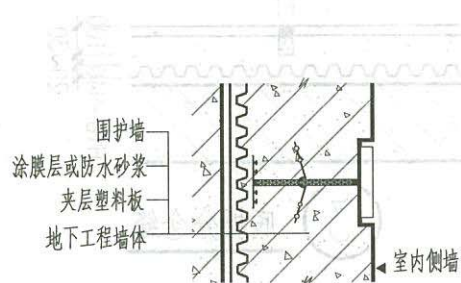 围护墙
涂膜层或防水砂浆
夹层塑料板
地下工程墙体
室内侧墙